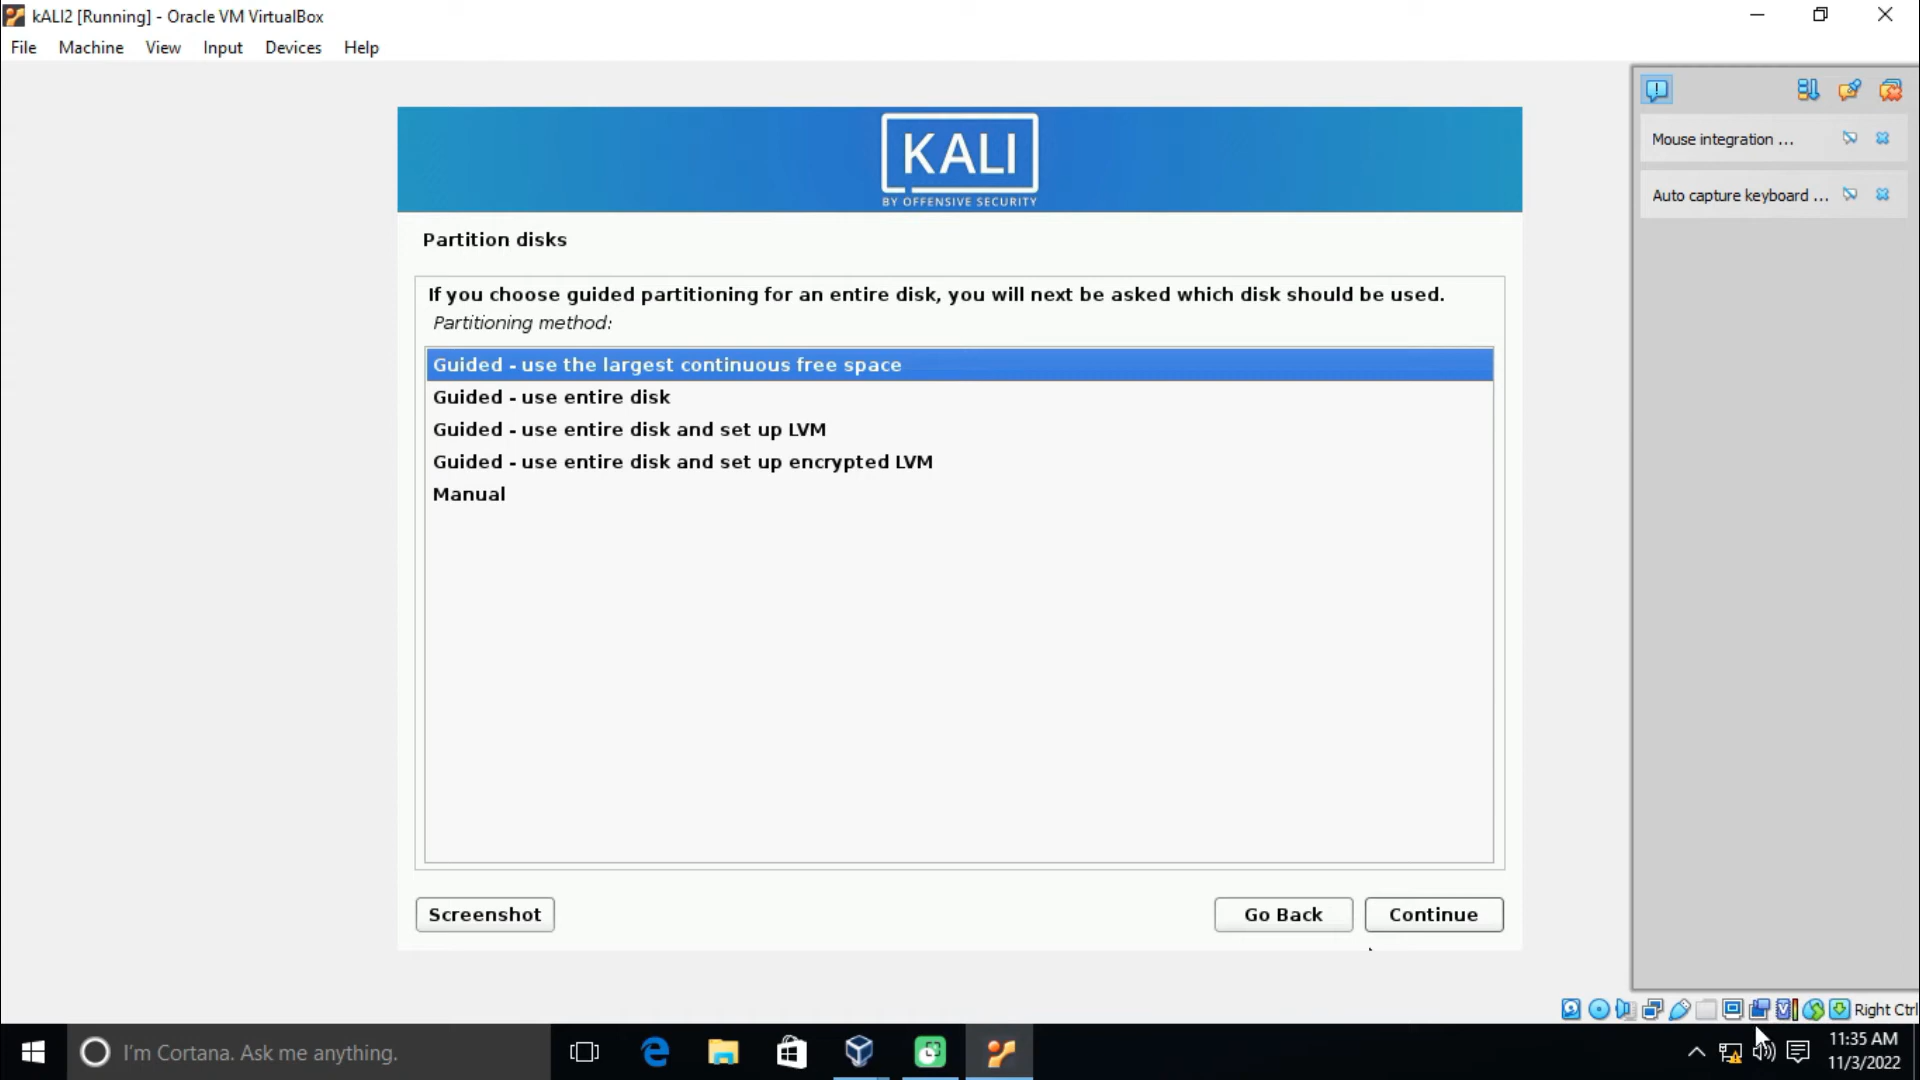 kALI2 [Running] - Oracle VM VirtualBox
File Machine View Input Devices Help
KALI
BY OFFENSIVE SECURITY
Mouse integration ...
Auto capture keyboard ...
Partition disks
If you choose guided partitioning for an entire disk, you will next be asked which disk should be used.
Partitioning method:
Guided - use the largest continuous free space
Guided - use entire disk
Guided - use entire disk and set up LVM
Guided - use entire disk and set up encrypted LVM
Manual
Screenshot Go Back Continue
Right Ctrl
I'm Cortana. Ask me anything.
11:35 AM
11/3/2022